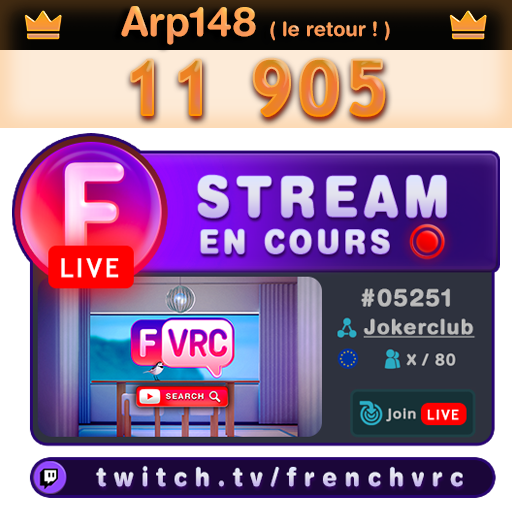 Arp148 ( le retour ! )
11 905
F
LIVE
STREAM
EN COURS
F VRC
SEARCH
#05251
Jokerclub
X / 80
Join LIVE
twitch.tv/frenchvrc